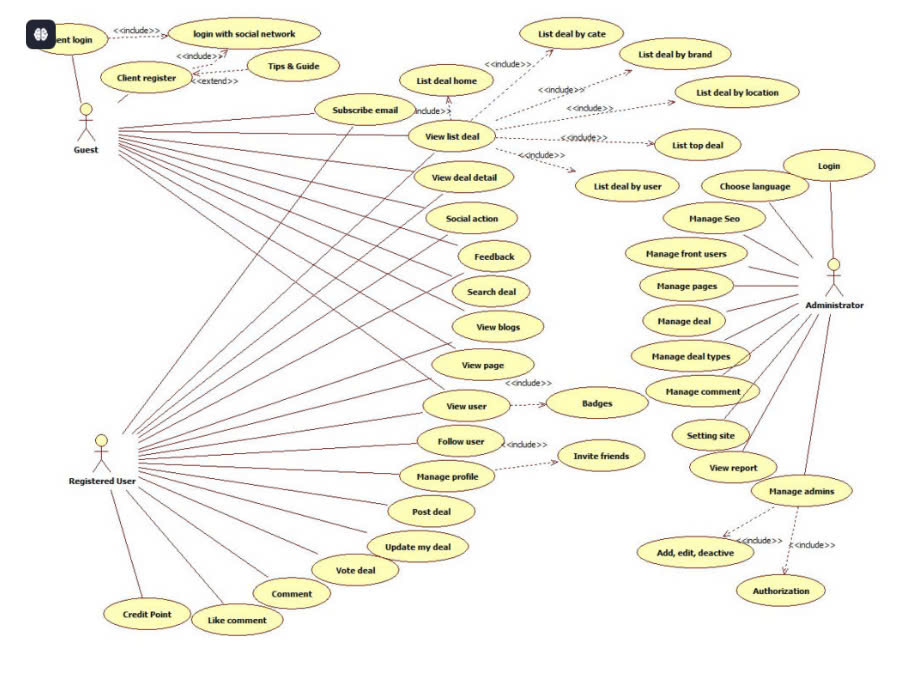 login
<<include>>
login with social network
<<include>>
Client register
<<extend>>
Tips & Guide
Guest
Subscribe email
List deal home
View list deal
<<include>>
List deal by cate
<<include>>
List deal by brand
<<include>>
List deal by location
<<include>>
List top deal
<<include>>
List deal by user
View deal detail
Social action
Feedback
Search deal
View blogs
View page
View user
<<include>>
Badges
Follow user
Manage profile
<<include>>
Invite friends
Post deal
Update my deal
Vote deal
Comment
Like comment
Credit Point
Registered User
Login
Choose language
Manage Seo
Manage front users
Manage pages
Manage deal
Manage deal types
Manage comment
Setting site
View report
Manage admins
Administrator
<<include>>
Add, edit, deactive
<<include>>
Authorization